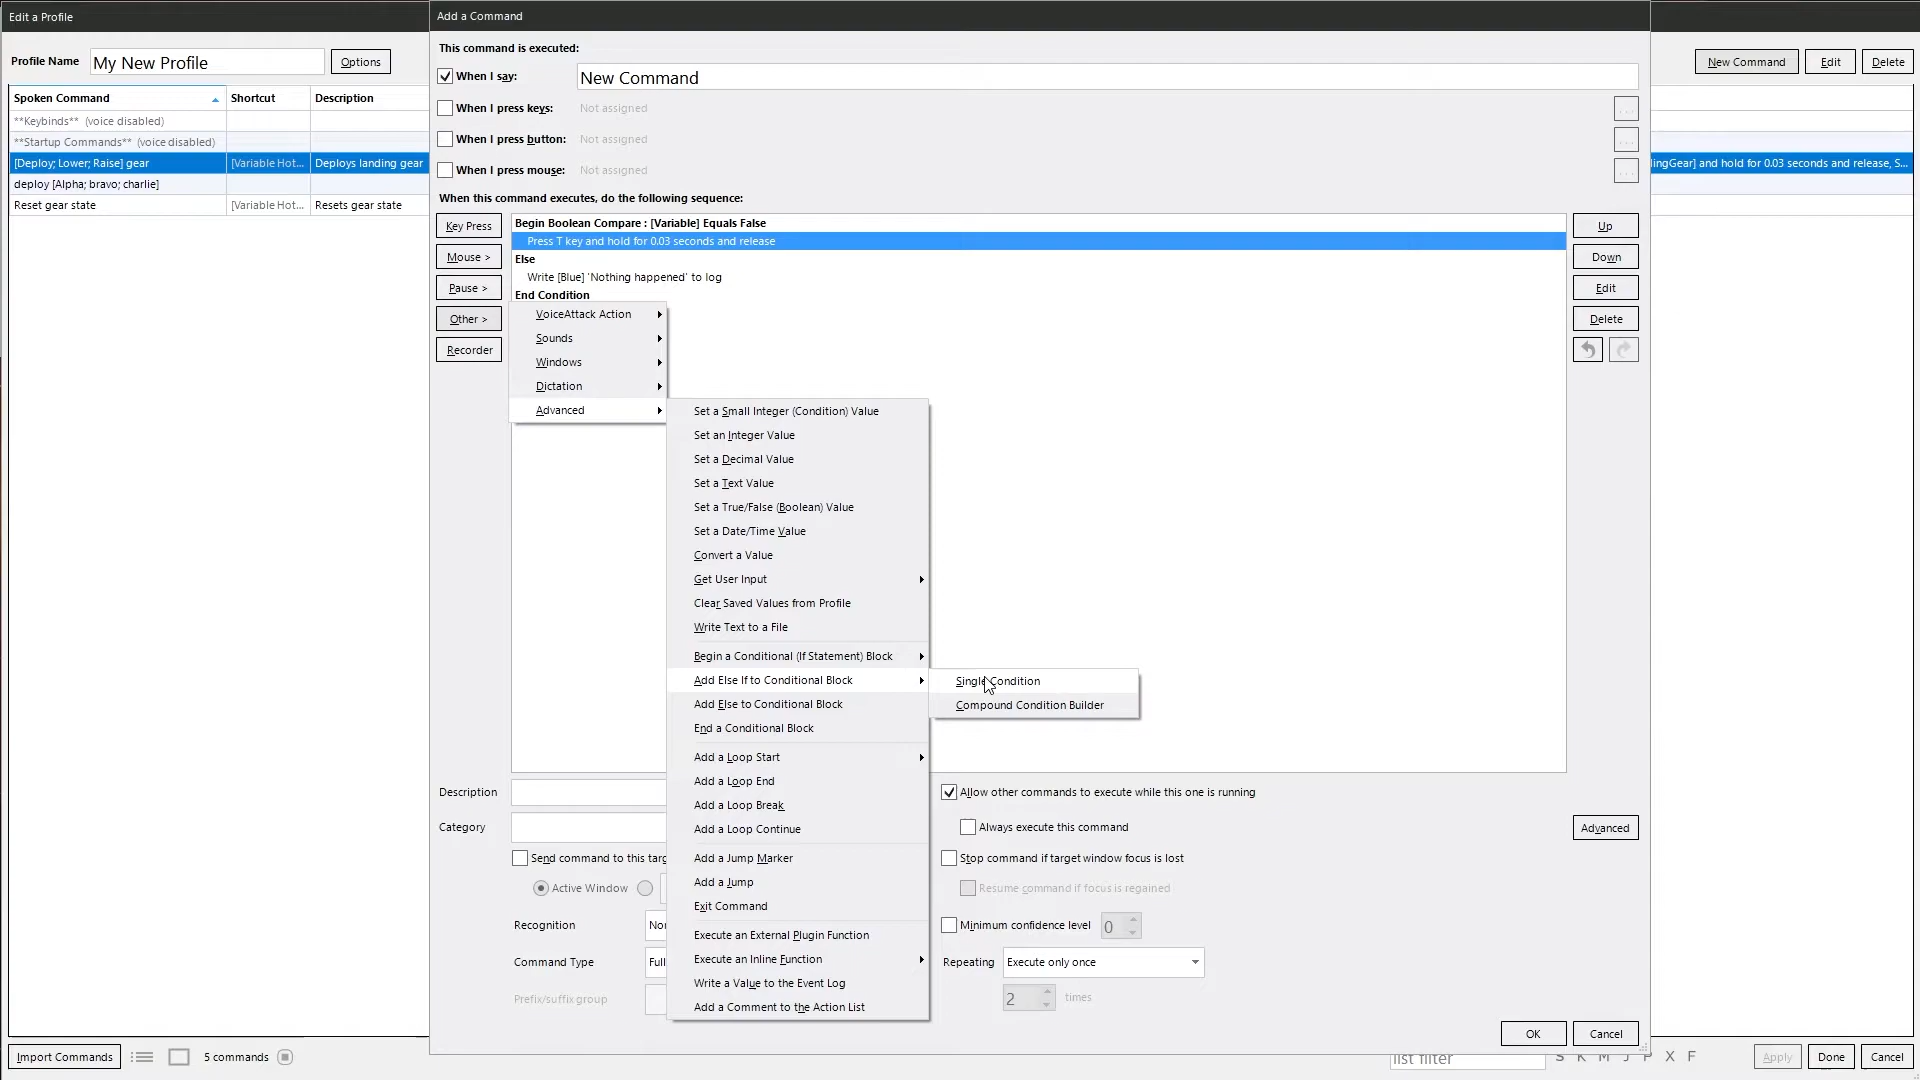 Edit a Profile
Add a Command
Profile Name
My New Profile
Options
New Command
Edit
Delete
Spoken Command
Shortcut
Description
**Keybinds** (voice disabled)
**Startup Commands** (voice disabled)
[Deploy; Lower; Raise] gear
[Variable Hot...
Deploys landing gear
deploy [Alpha; bravo; charlie]
Reset gear state
[Variable Hot...
Resets gear state
ingGear] and hold for 0.03 seconds and release, S...
This command is executed:
When I say:
New Command
When I press keys:
Not assigned
...
When I press button:
Not assigned
...
When I press mouse:
Not assigned
...
When this command executes, do the following sequence:
Key Press
Mouse >
Pause >
Other >
Recorder
Begin Boolean Compare : [Variable] Equals False
Press T key and hold for 0.03 seconds and release
Else
Write [Blue] 'Nothing happened' to log
End Condition
Up
Down
Edit
Delete
VoiceAttack Action
Sounds
Windows
Dictation
Advanced
Set a Small Integer (Condition) Value
Set an Integer Value
Set a Decimal Value
Set a Text Value
Set a True/False (Boolean) Value
Set a Date/Time Value
Convert a Value
Get User Input
Clear Saved Values from Profile
Write Text to a File
Begin a Conditional (If Statement) Block
Add Else If to Conditional Block
Add Else to Conditional Block
End a Conditional Block
Add a Loop Start
Add a Loop End
Add a Loop Break
Add a Loop Continue
Add a Jump Marker
Add a Jump
Exit Command
Execute an External Plugin Function
Execute an Inline Function
Write a Value to the Event Log
Add a Comment to the Action List
Single Condition
Compound Condition Builder
Description
Category
Send command to this targ
Active Window
Recognition
Command Type
Full
Prefix/suffix group
Allow other commands to execute while this one is running
Always execute this command
Stop command if target window focus is lost
Resume command if focus is regained
Minimum confidence level
0
Repeating
Execute only once
2
times
Advanced
OK
Cancel
Import Commands
5 commands
list filter
S K M J P X F
Apply
Done
Cancel